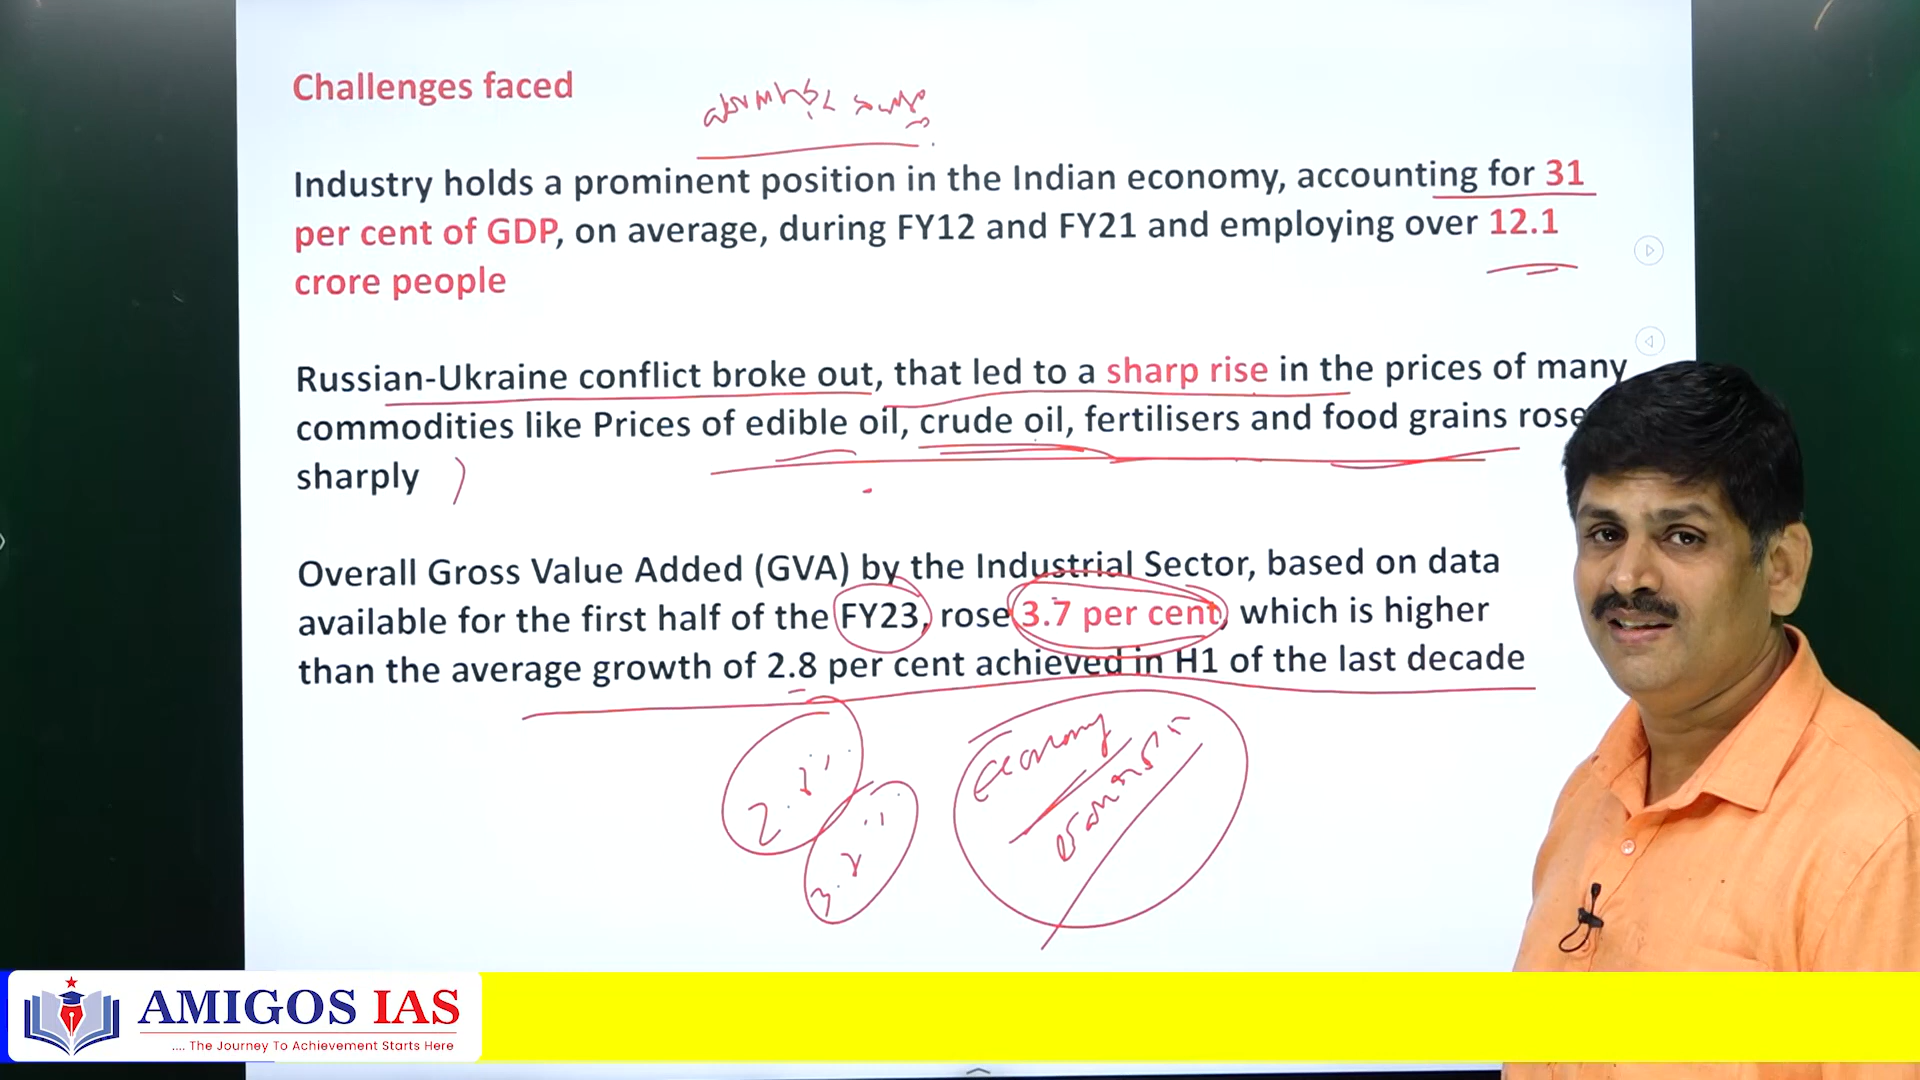 Challenges faced
Industry holds a prominent position in the Indian economy, accounting for 31
per cent of GDP, on average, during FY12 and FY21 and employing over 12.1
crore people
Russian-Ukraine conflict broke out, that led to a sharp rise in the prices of many
commodities like Prices of edible oil, crude oil, fertilisers and food grains rose
sharply
Overall Gross Value Added (GVA) by the Industrial Sector, based on data
available for the first half of the FY23, rose 3.7 per cent, which is higher
than the average growth of 2.8 per cent achieved in H1 of the last decade
Economy
AMIGOS IAS
.... The Journey To Achievement Starts Here